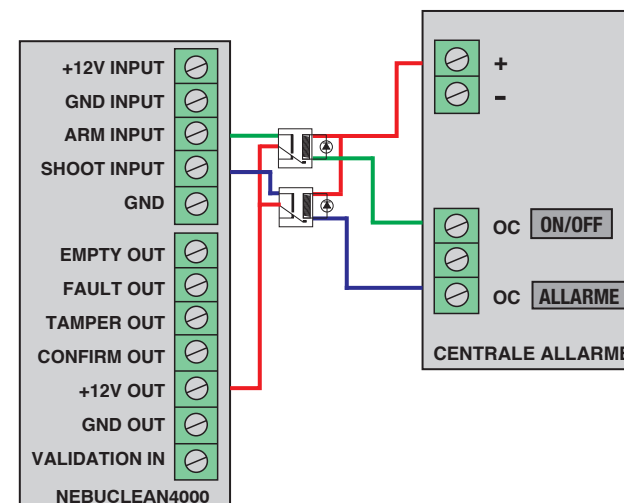 +12V INPUT
GND INPUT
ARM INPUT
SHOOT INPUT
GND
EMPTY OUT
FAULT OUT
TAMPER OUT
CONFIRM OUT
+12V OUT
GND OUT
VALIDATION IN
NEBUCLEAN4000
+
-
OC ON/OFF
OC ALLARME
CENTRALE ALLARME